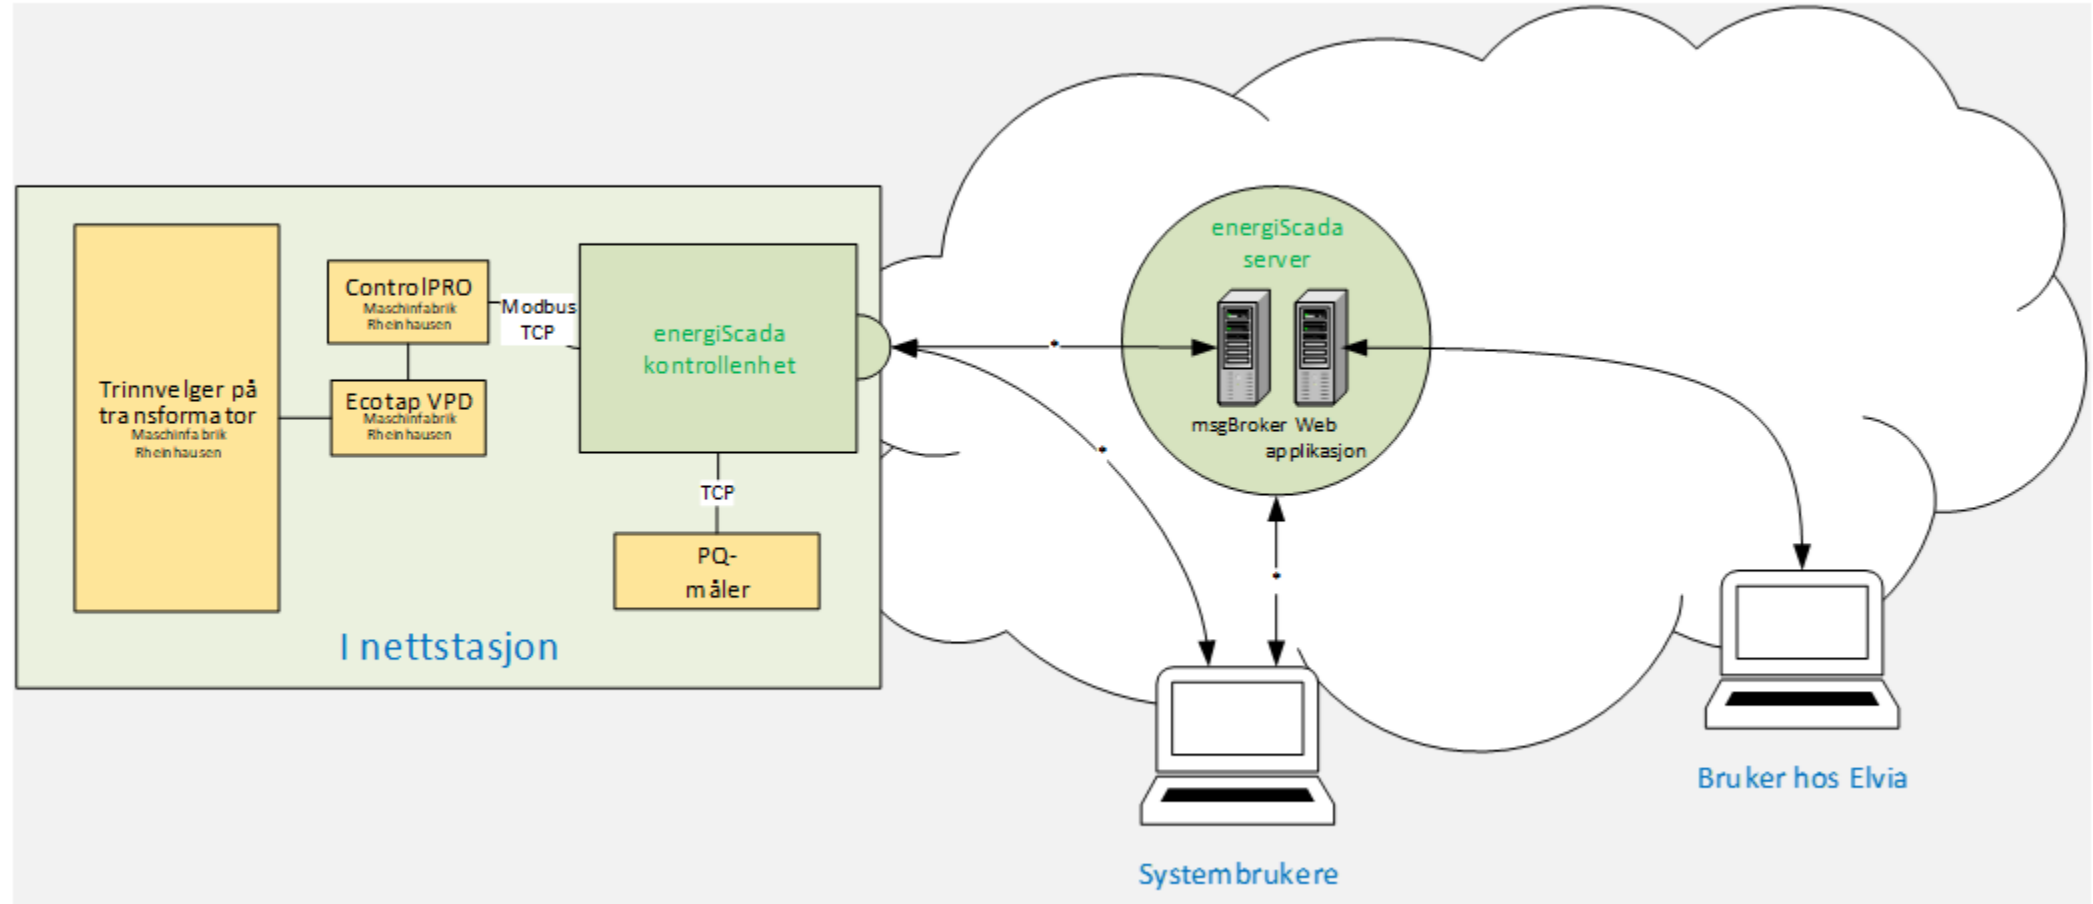 Trinnvelger på
transformator
Maschinfabrik
Rheinhausen
ControlPRO
Maschinfabrik
Rheinhausen
Ecotap VPD
Maschinfabrik
Rheinhausen
Modbus
TCP
energiScada
kontrollenhet
TCP
PQ-
måler
I nettstasjon
*
*
energiScada
server
msgBroker Web
applikasjon
*
Systembrukere
Bruker hos Elvia